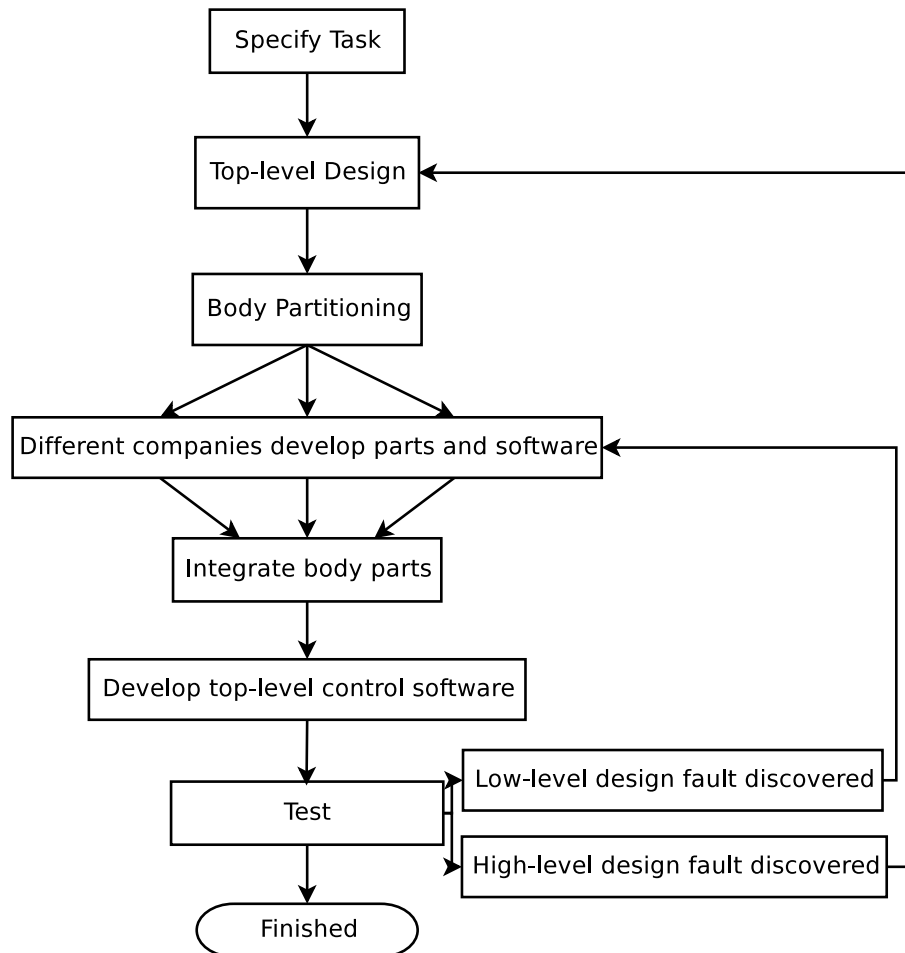 Specify Task
Top-level Design
Body Partitioning
Different companies develop parts and software
Integrate body parts
Develop top-level control software
Low-level design fault discovered
Test
High-level design fault discovered
Finished